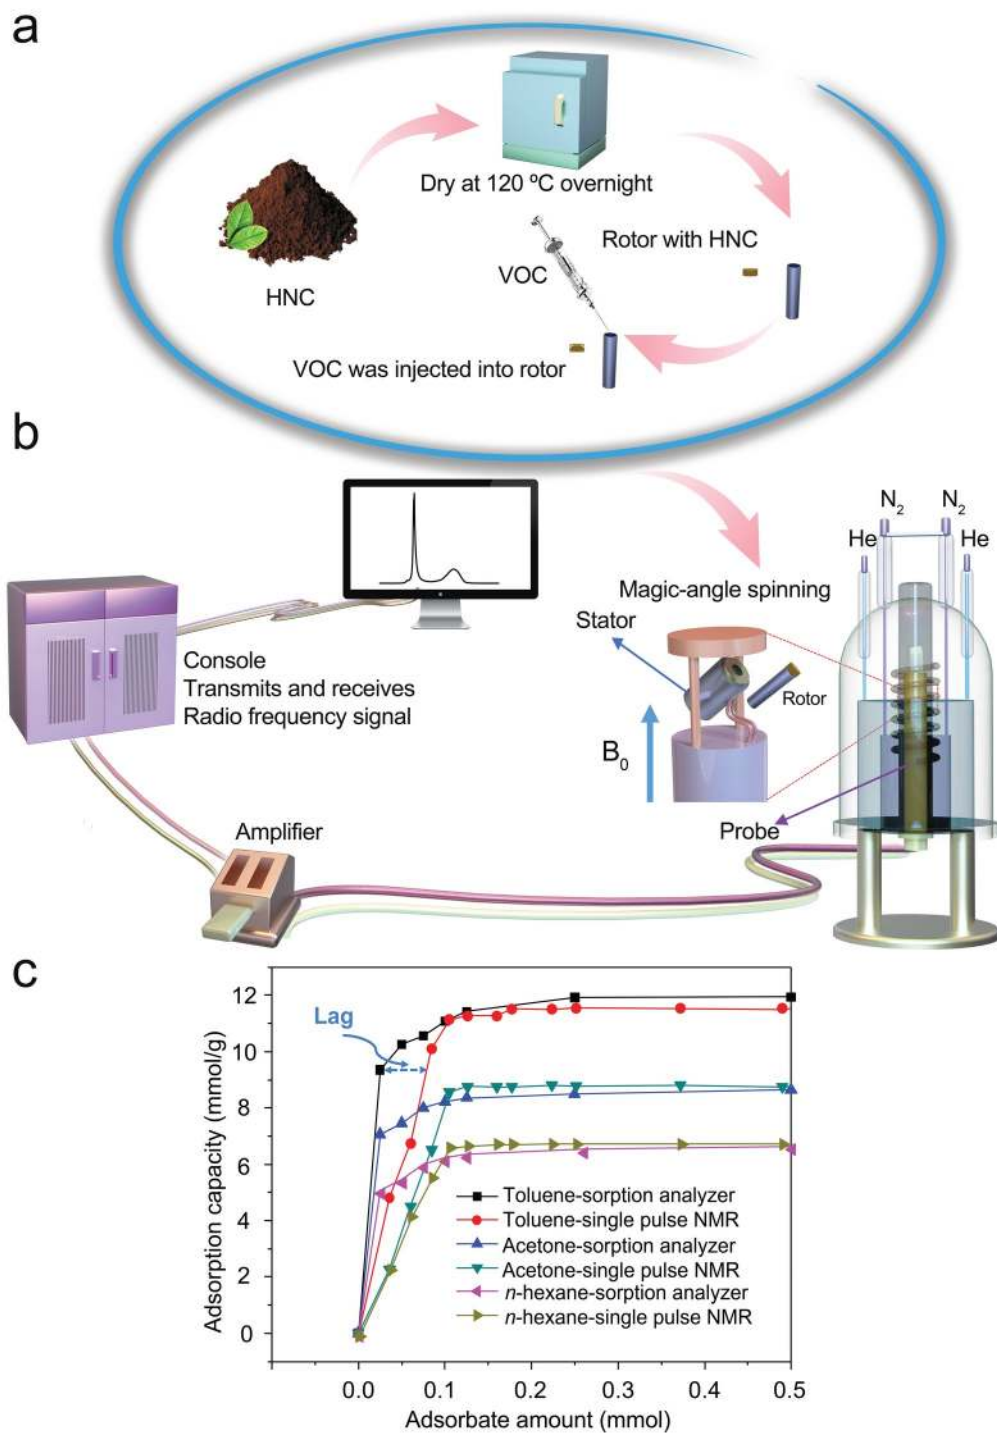 a
Dry at 120 ºC overnight
HNC
VOC
Rotor with HNC
VOC was injected into rotor
b
N2
N2
He
He
Magic-angle spinning
Stator
Rotor
B0
Probe
Console
Transmits and receives
Radio frequency signal
Amplifier
c
Adsorption capacity (mmol/g)
12
10
8
6
4
2
0
Lag
Toluene-sorption analyzer
Toluene-single pulse NMR
Acetone-sorption analyzer
Acetone-single pulse NMR
n-hexane-sorption analyzer
n-hexane-single pulse NMR
0.0 0.1 0.2 0.3 0.4 0.5
Adsorbate amount (mmol)